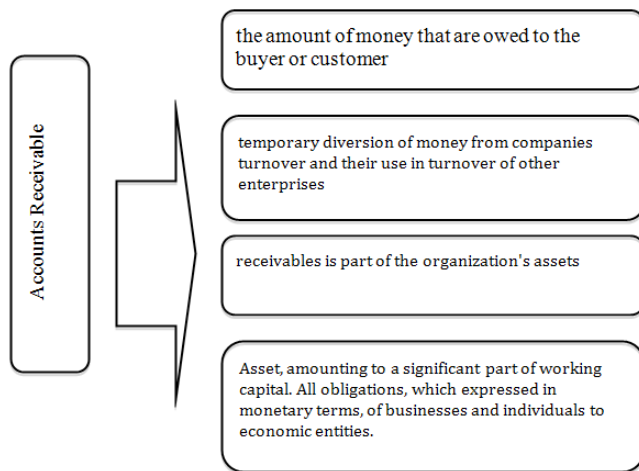 Accounts Receivable
the amount of money that are owed to the
buyer or customer
temporary diversion of money from companies
turnover and their use in turnover of other
enterprises
receivables is part of the organization's assets
Asset, amounting to a significant part of working
capital. All obligations, which expressed in
monetary terms, of businesses and individuals to
economic entities.